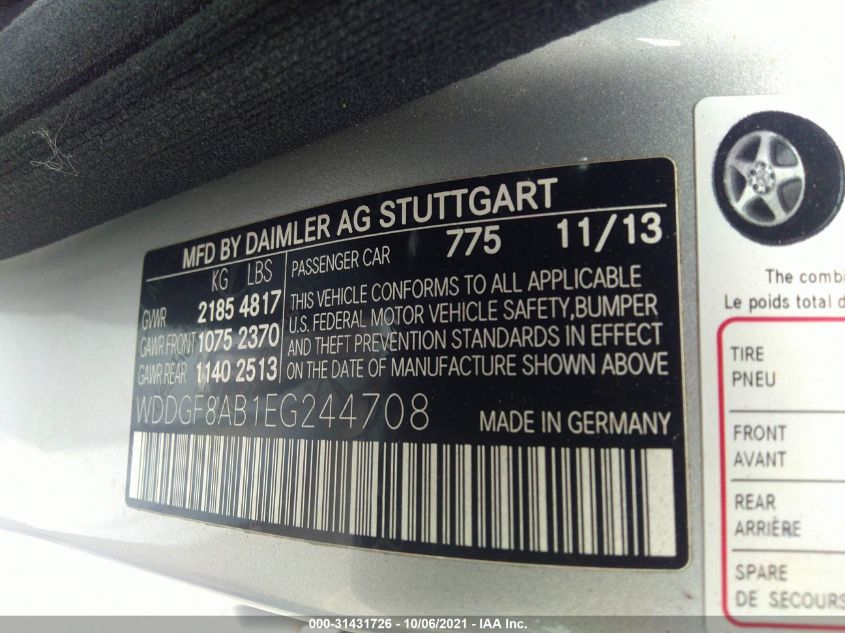 MFD BY DAIMLER AG STUTTGART
KG LBS
GVWR 2185 4817
GAWR FRONT 1075 2370
GAWR REAR 1140 2513
PASSENGER CAR 775 11/13
THIS VEHICLE CONFORMS TO ALL APPLICABLE
U.S. FEDERAL MOTOR VEHICLE SAFETY,BUMPER
AND THEFT PREVENTION STANDARDS IN EFFECT
ON THE DATE OF MANUFACTURE SHOWN ABOVE
WDDGF8AB1EG244708 MADE IN GERMANY
The combi
Le poids total d
TIRE
PNEU
FRONT
AVANT
REAR
ARRIÈRE
SPARE
DE SECOURS
000-31431726 - 10/06/2021 - IAA Inc.